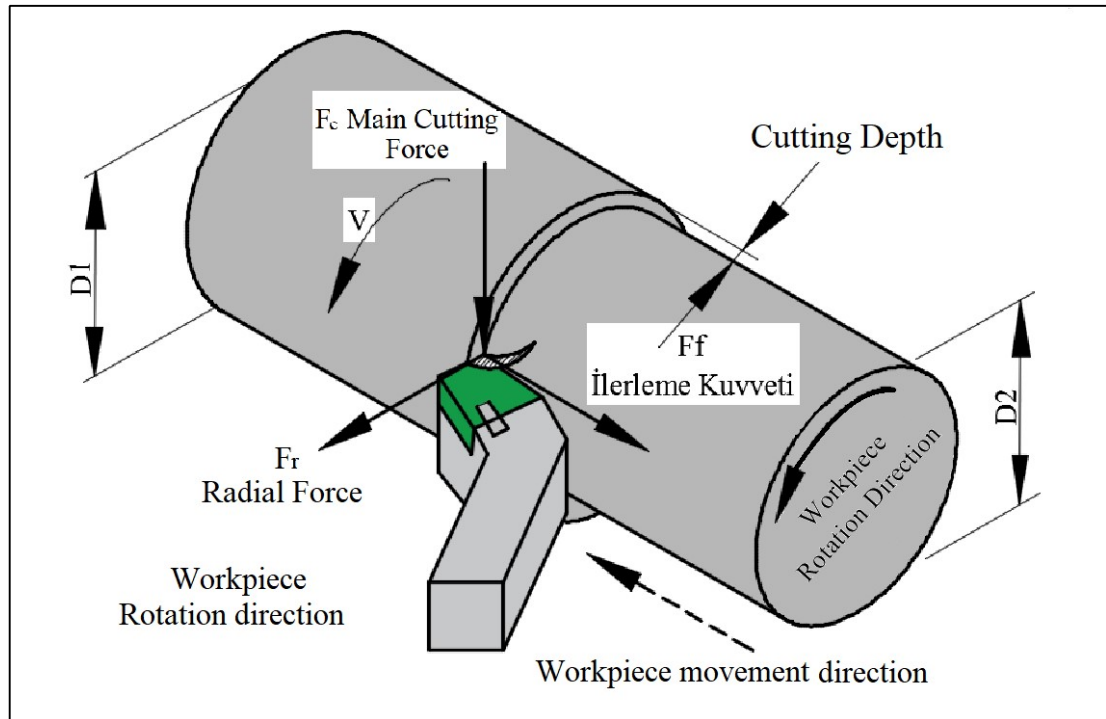 F𝒸 Main Cutting
Force
Cutting Depth
V
D1
Ff
İlerleme Kuvveti
D2
Fr
Radial Force
Workpiece
Rotation Direction
Workpiece
Rotation direction
Workpiece movement direction